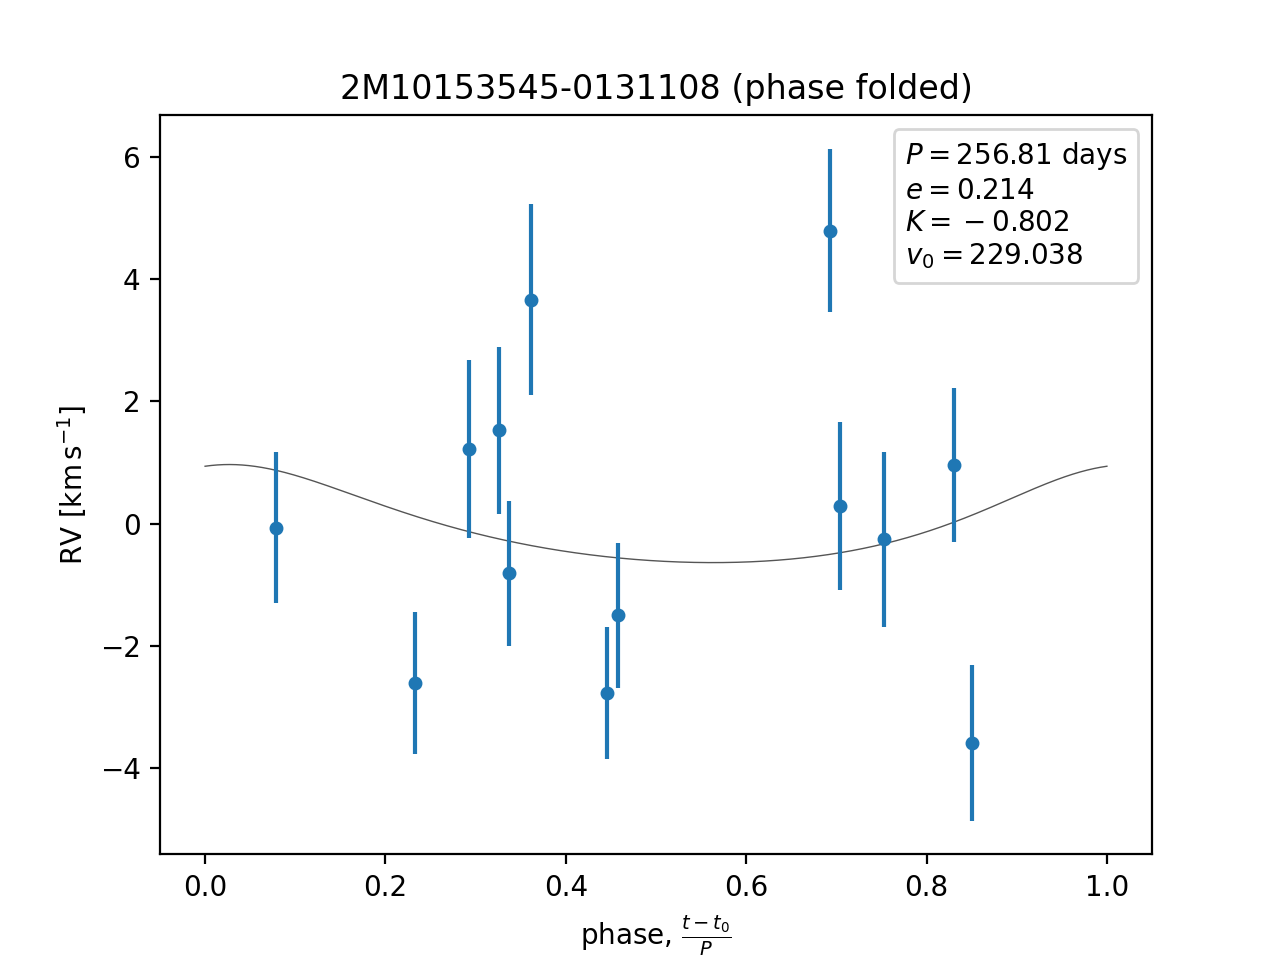 2M10153545-0131108 (phase folded)
P = 256.81 days
e = 0.214
K = −0.802
v₀ = 229.038
RV [km s⁻¹]
6
4
2
0
−2
−4
0.0 0.2 0.4 0.6 0.8 1.0
phase, (t − t₀)/P